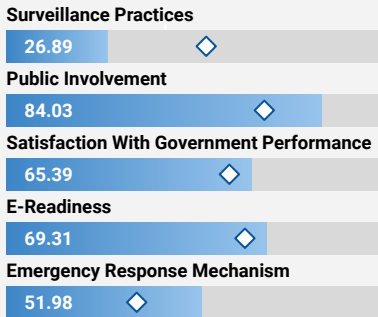 Surveillance Practices
26.89
Public Involvement
84.03
Satisfaction With Government Performance
65.39
E-Readiness
69.31
Emergency Response Mechanism
51.98